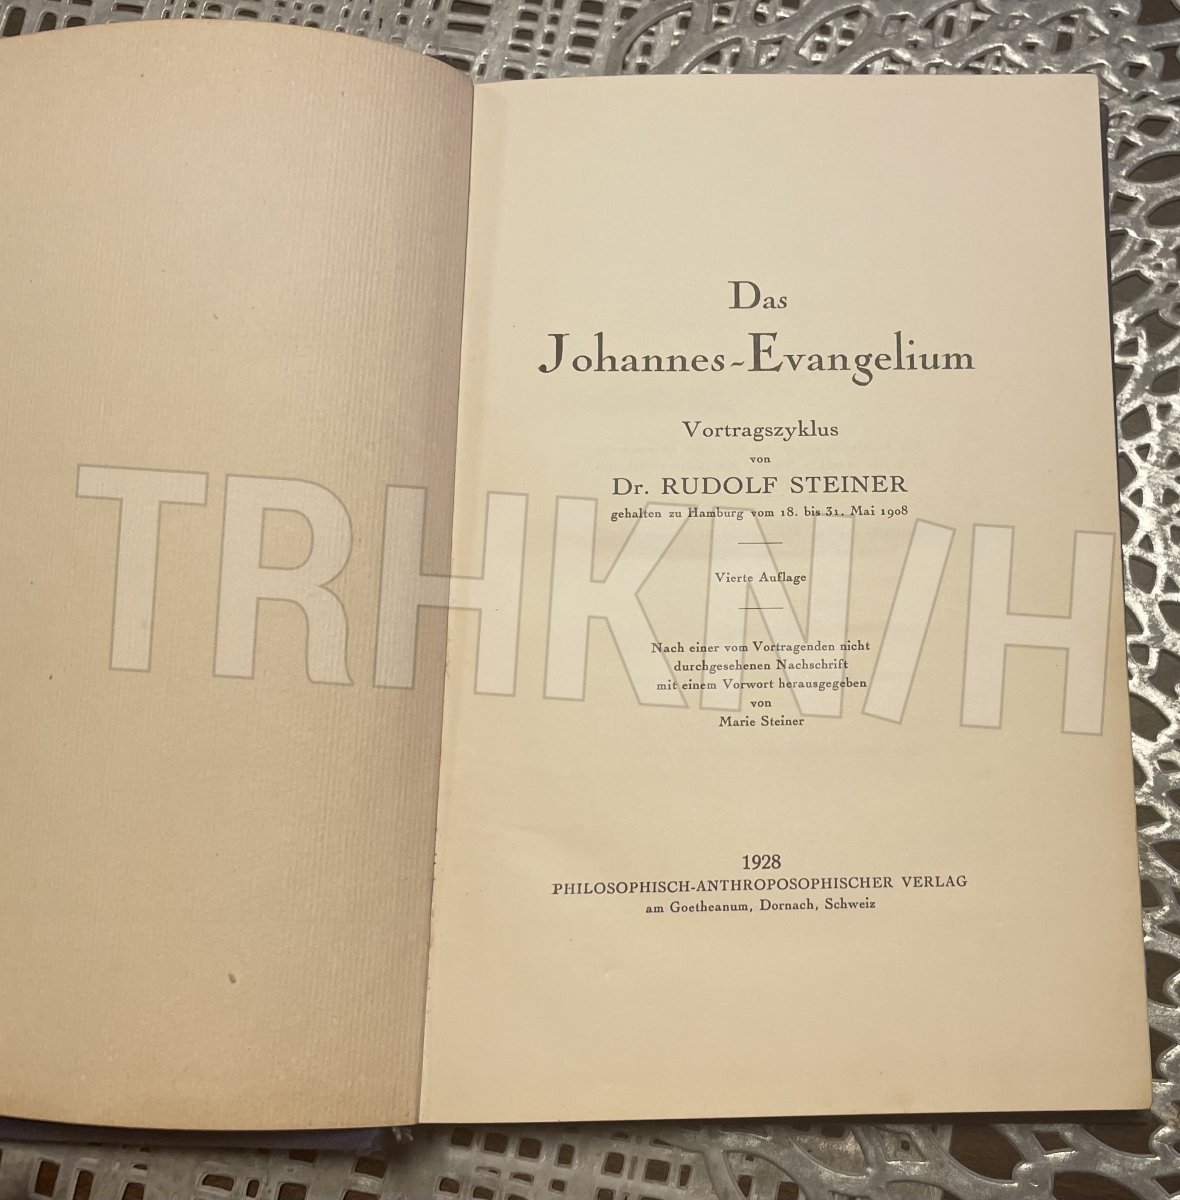 Das
Johannes-Evangelium
Vortragszyklus
von
Dr. RUDOLF STEINER
gehalten zu Hamburg vom 18. bis 31. Mai 1908
Vierte Auflage
Nach einer vom Vortragenden nicht
durchgesehenen Nachschrift
mit einem Vorwort herausgegeben
von
Marie Steiner
1928
PHILOSOPHISCH-ANTHROPOSOPHISCHER VERLAG
am Goetheanum, Dornach, Schweiz
TRHKN/H